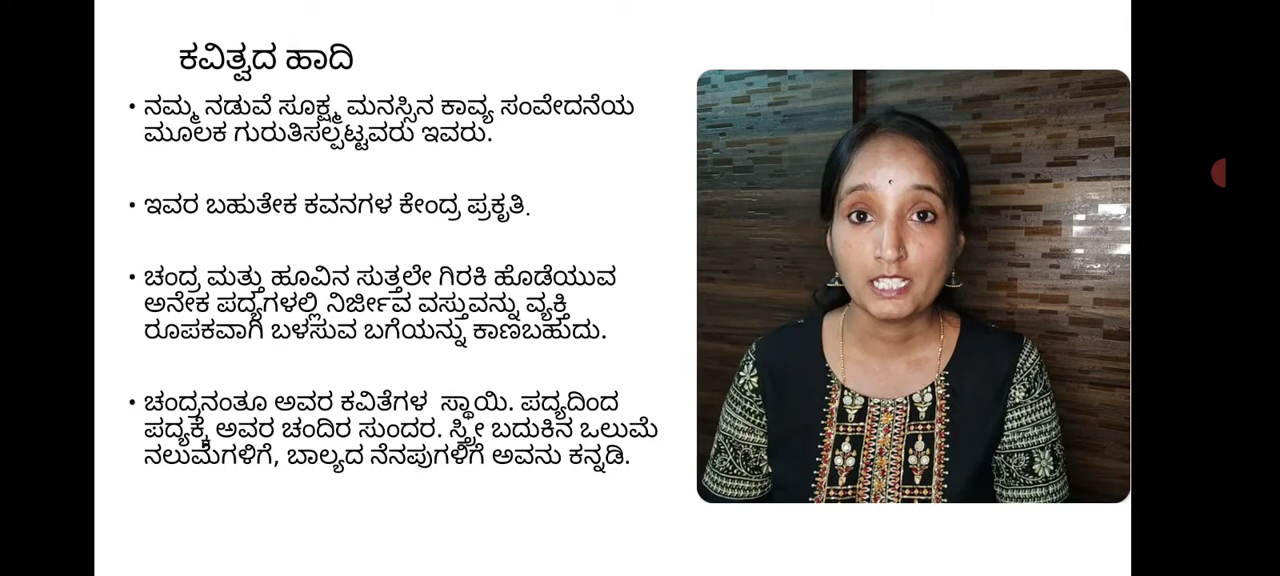 ಕವಿತ್ವದ ಹಾದಿ
• ನಮ್ಮ ನಡುವೆ ಸೂಕ್ಷ್ಮ ಮನಸ್ಸಿನ ಕಾವ್ಯ ಸಂವೇದನೆಯ
ಮೂಲಕ ಗುರುತಿಸಲ್ಪಟ್ಟವರು ಇವರು.
• ಇವರ ಬಹುತೇಕ ಕವನಗಳ ಕೇಂದ್ರ ಪ್ರಕೃತಿ.
• ಚಂದ್ರ ಮತ್ತು ಹೂವಿನ ಸುತ್ತಲೇ ಗಿರಕಿ ಹೊಡೆಯುವ
ಅನೇಕ ಪದ್ಯಗಳಲ್ಲಿ ನಿರ್ಜೀವ ವಸ್ತುವನ್ನು ವ್ಯಕ್ತಿ
ರೂಪಕವಾಗಿ ಬಳಸುವ ಬಗೆಯನ್ನು ಕಾಣಬಹುದು.
• ಚಂದ್ರನಂತೂ ಅವರ ಕವಿತೆಗಳ ಸ್ಥಾಯಿ. ಪದ್ಯದಿಂದ
ಪದ್ಯಕ್ಕೆ ಅವರ ಚಂದಿರ ಸುಂದರ. ಸ್ತ್ರೀ ಬದುಕಿನ ಒಲುಮೆ
ನಲುಮೆಗಳಿಗೆ, ಬಾಲ್ಯದ ನೆನಪುಗಳಿಗೆ ಅವನು ಕನ್ನಡಿ.